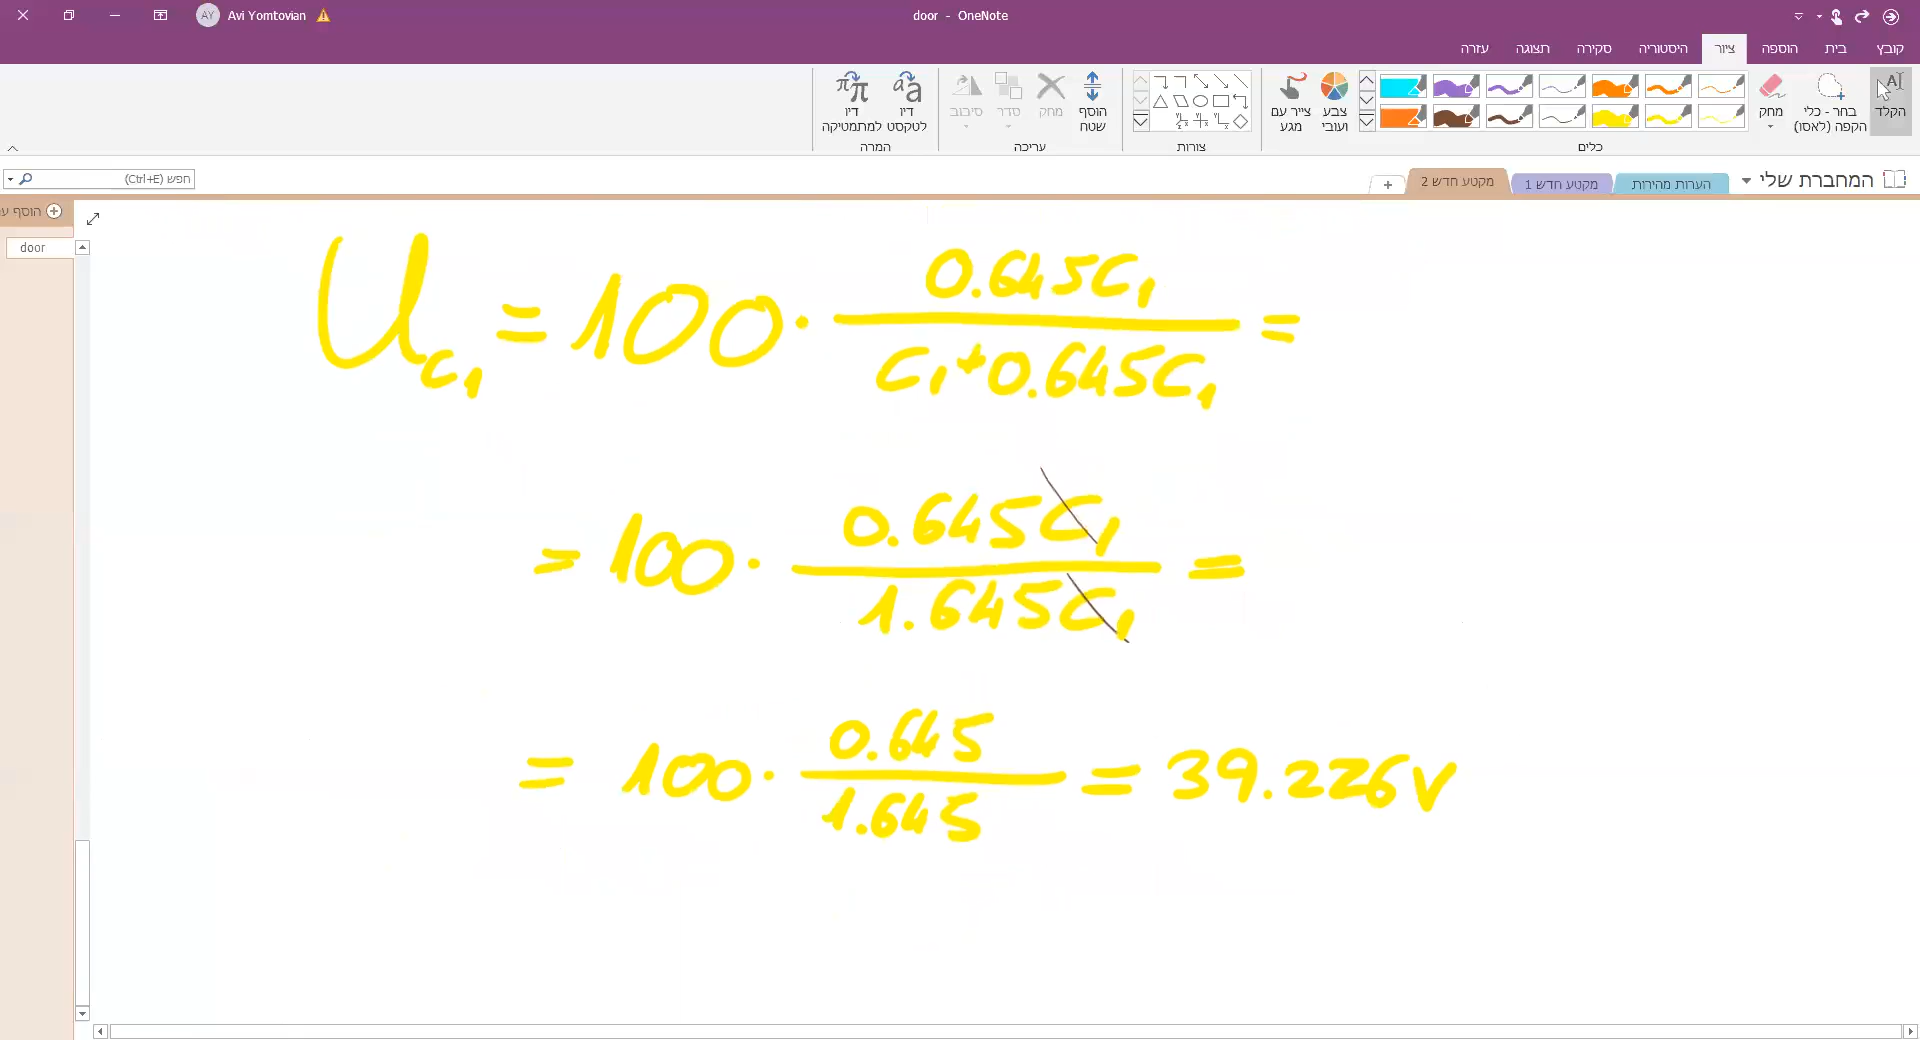 Avi Yomtovian
door - OneNote
קובץ בית הוספה ציור היסטוריה סקירה תצוגה עזרה
הקלד
בחר - כלי הקפה (לאסו)
מחק
כלים
צבע ועובי
צייר עם מגע
צורות
הוסף שטח
מחק
סדר
סיבוב
עריכה
דיו לטקסט
דיו למתמטיקה
המרה
המחברת שלי
הערות מהירות
מקטע חדש 1
מקטע חדש 2
חפש (Ctrl+E)
door
U_C1 = 100 · 0.645C1 / C1+0.645C1 =
= 100 · 0.645C1 / 1.645C1 =
= 100 · 0.645 / 1.645 = 39.226V